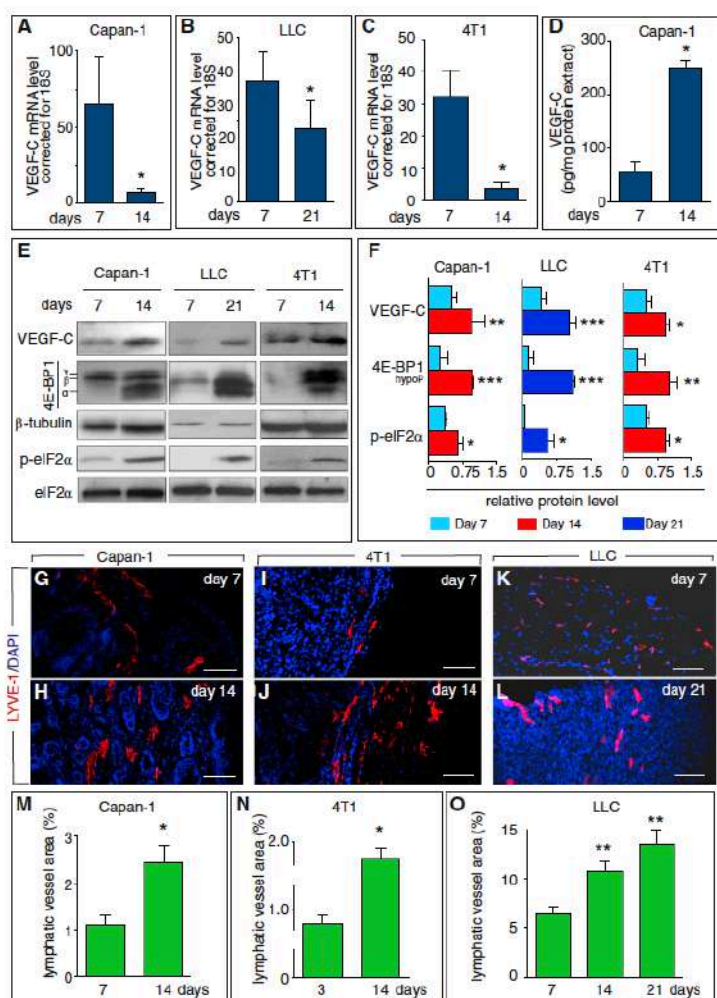 A
Capan-1
VEGF-C mRNA level
corrected for 18S
100
75
50
25
0
*
days 7 14
B
LLC
VEGF-C mRNA level
corrected for 18S
50
40
30
20
10
0
*
days 7 21
C
4T1
VEGF-C mRNA level
corrected for 18S
50
40
30
20
10
0
*
days 7 14
D
Capan-1
VEGF-C
(pg/mg protein extract)
300
200
100
0
*
days 7 14
E
Capan-1 LLC 4T1
days 7 14 7 21 7 14
VEGF-C
4E-BP1
γ
β
α
β-tubulin
p-eIF2α
eIF2α
F
Capan-1 LLC 4T1
VEGF-C
** *** *
4E-BP1
hypoP
*** *** **
p-eIF2α
* * *
0 0.75 1.5 0 0.75 1.5 0 0.75 1.5
relative protein level
Day 7 Day 14 Day 21
Capan-1 4T1 LLC
LYVE-1/DAPI
G day 7
I day 7
K day 7
H day 14
J day 14
L day 21
M
Capan-1
lymphatic vessel area (%)
3
2
1
0
*
7 14 days
N
4T1
lymphatic vessel area (%)
2.0
1.0
0.
*
3 14 days
O
LLC
lymphatic vessel area (%)
15
10
5
0
** **
7 14 21 days